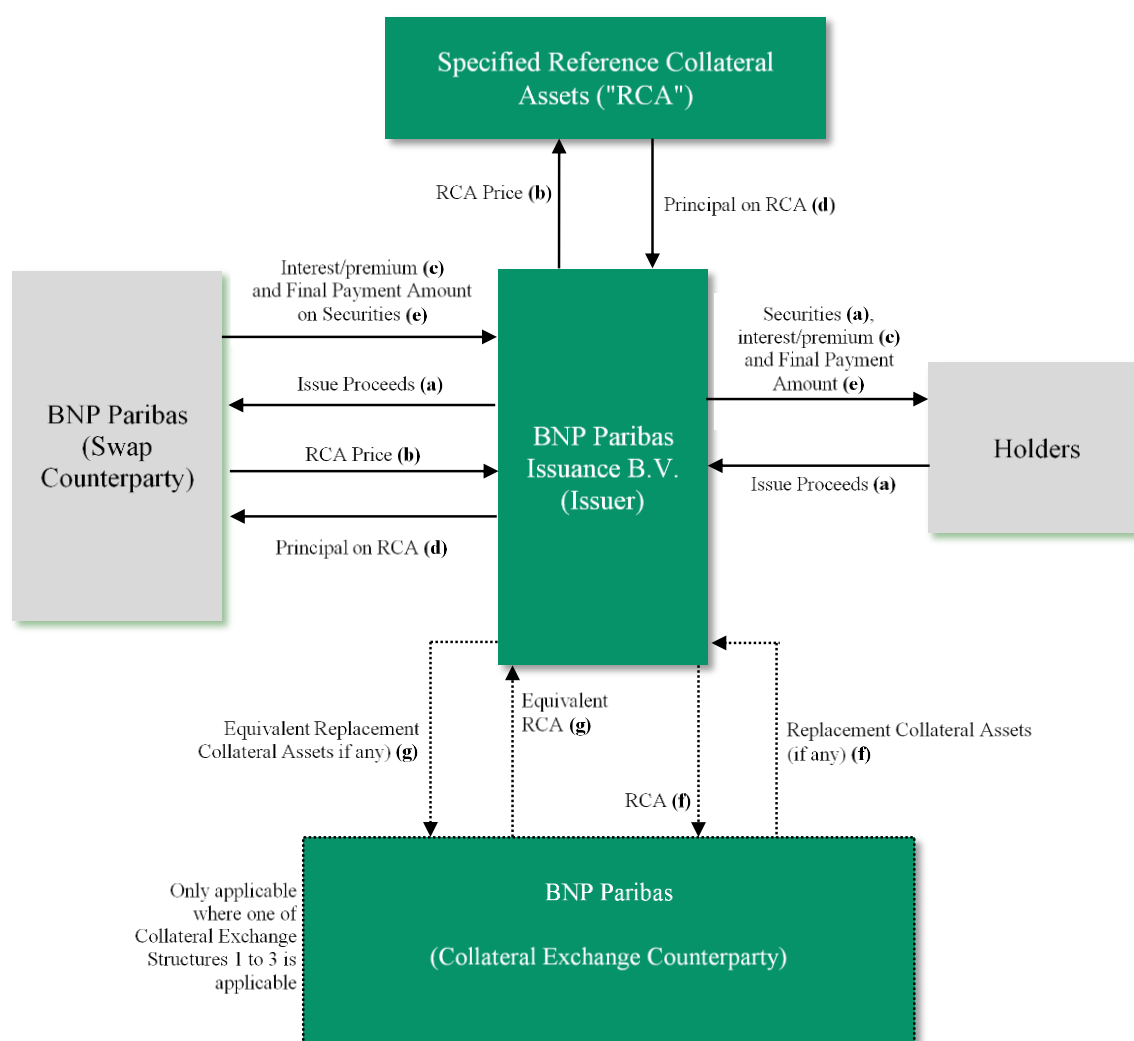 Specified Reference Collateral
Assets ("RCA")
RCA Price (b)
Principal on RCA (d)
Interest/premium (c)
and Final Payment Amount
on Securities (e)
Issue Proceeds (a)
RCA Price (b)
Principal on RCA (d)
BNP Paribas
(Swap
Counterparty)
BNP Paribas
Issuance B.V.
(Issuer)
Securities (a),
interest/premium (c)
and Final Payment
Amount (e)
Issue Proceeds (a)
Holders
Equivalent Replacement
Collateral Assets if any) (g)
Equivalent
RCA (g)
RCA (f)
Replacement Collateral Assets
(if any) (f)
Only applicable
where one of
Collateral Exchange
Structures 1 to 3 is
applicable
BNP Paribas
(Collateral Exchange Counterparty)